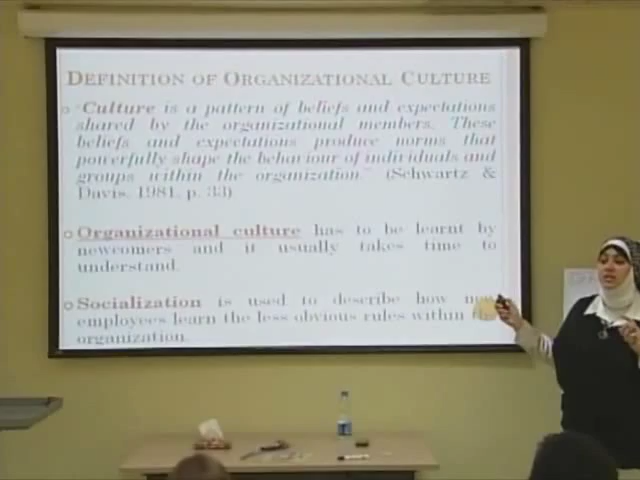 DEFINITION OF ORGANIZATIONAL CULTURE
"Culture is a pattern of beliefs and expectations
shared by the organizational members. These
beliefs and expectations produce norms that
powerfully shape the behaviour of individuals and
groups within the organization" (Schwartz &
Davis, 1981, p. 33)
Organizational culture has to be learnt by
newcomers and it usually takes time to
understand.
Socialization is used to describe how
employees learn the less obvious rules within
organization.